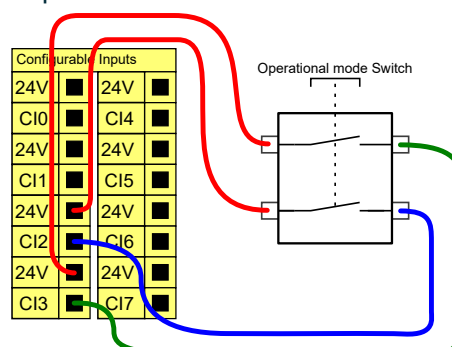 Configurable Inputs
Operational mode Switch
24V 24V
CI0 CI4
24V 24V
CI1 CI5
24V 24V
CI2 CI6
24V 24V
CI3 CI7